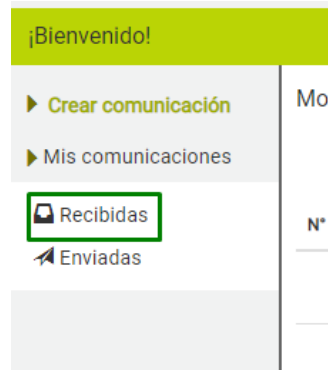 ¡Bienvenido!
Crear comunicación
Mo
Mis comunicaciones
Recibidas
N°
Enviadas